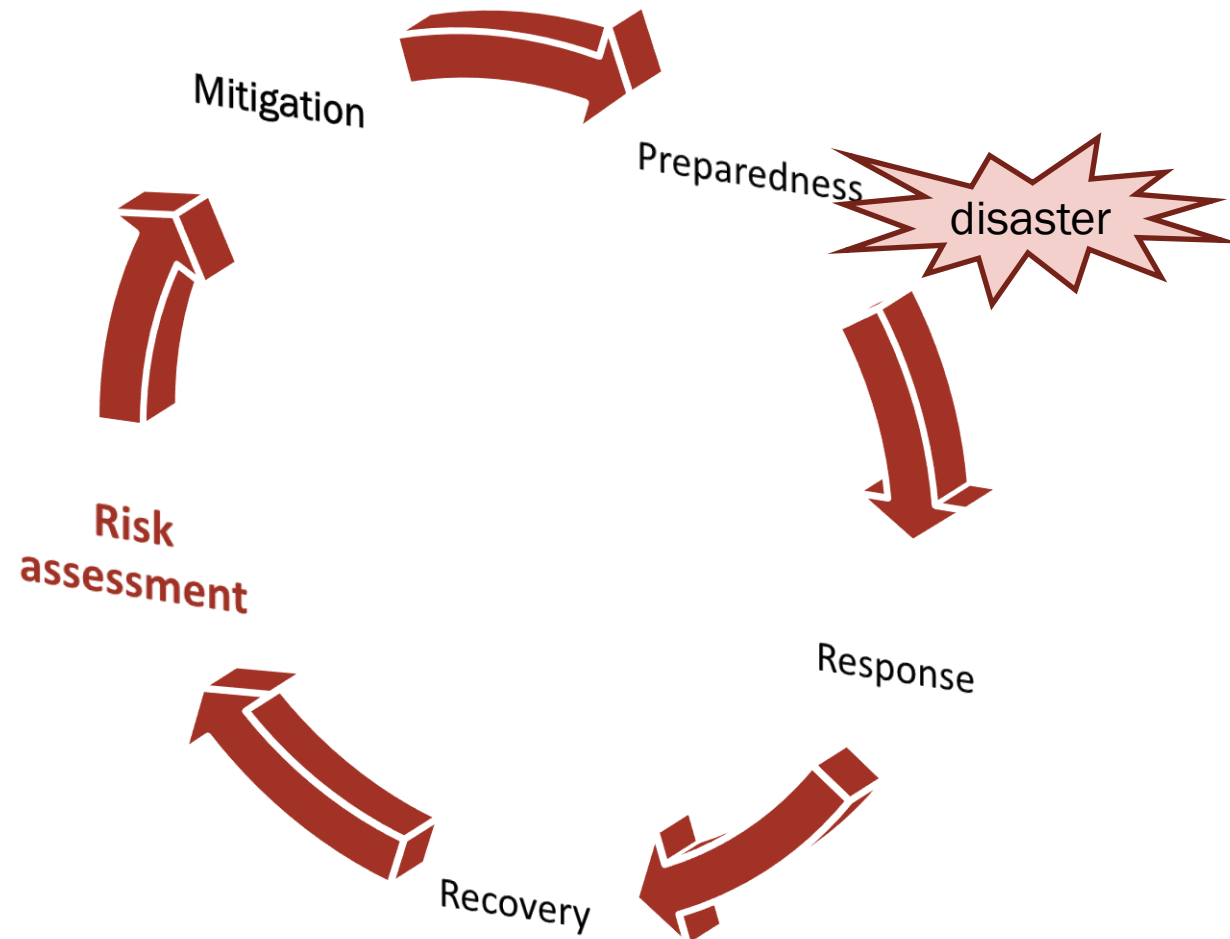 Mitigation
Preparedness
disaster
Risk
assessment
Response
Recovery